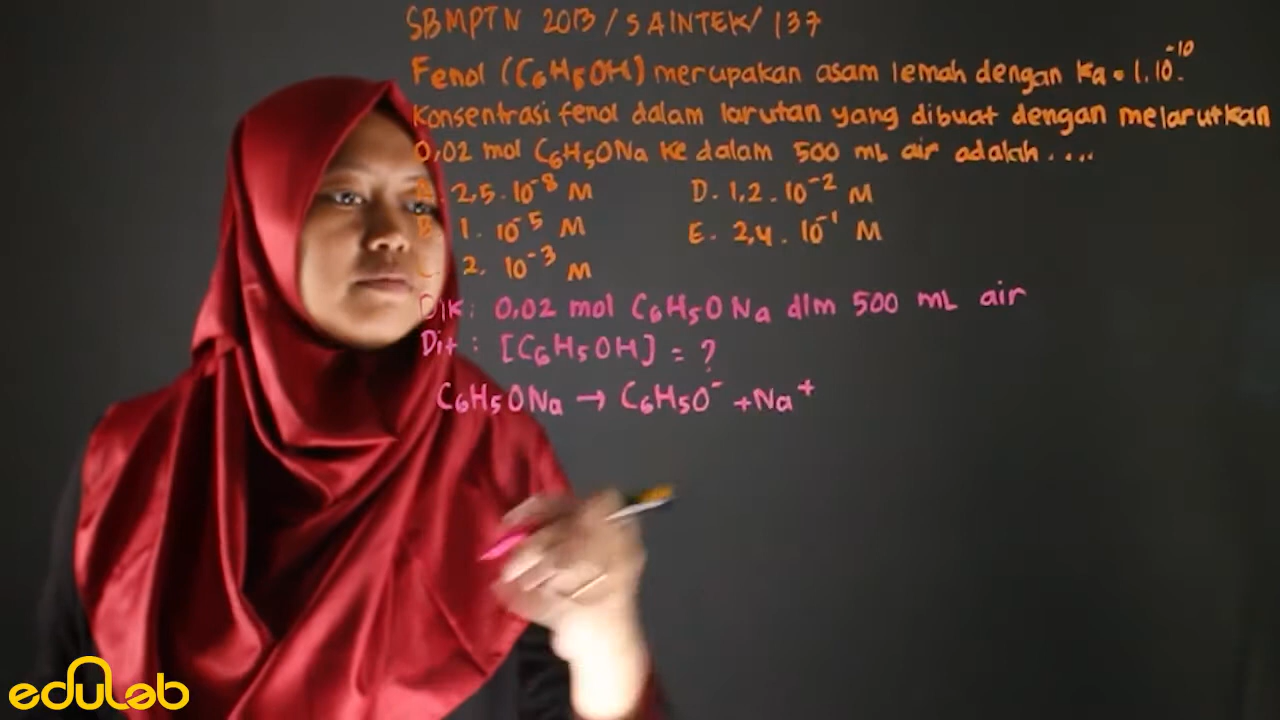 SBMPTN 2013 / SAINTEK / 137
Fenol (C6H5OH) merupakan asam lemah dengan Ka = 1.10⁻¹⁰.
Konsentrasi fenol dalam larutan yang dibuat dengan melarutkan
0,02 mol C6H5ONa ke dalam 500 mL air adalah ....
A. 2,5 . 10⁻⁸ M
D. 1,2 . 10⁻² M
B. 1. 10⁻⁵ M
E. 2,4 . 10⁻¹ M
C. 2. 10⁻³ M
Dik : 0,02 mol C6H5ONa dlm 500 mL air
Dit : [C6H5OH] = ?
C6H5ONa → C6H5O⁻ + Na⁺
edulab